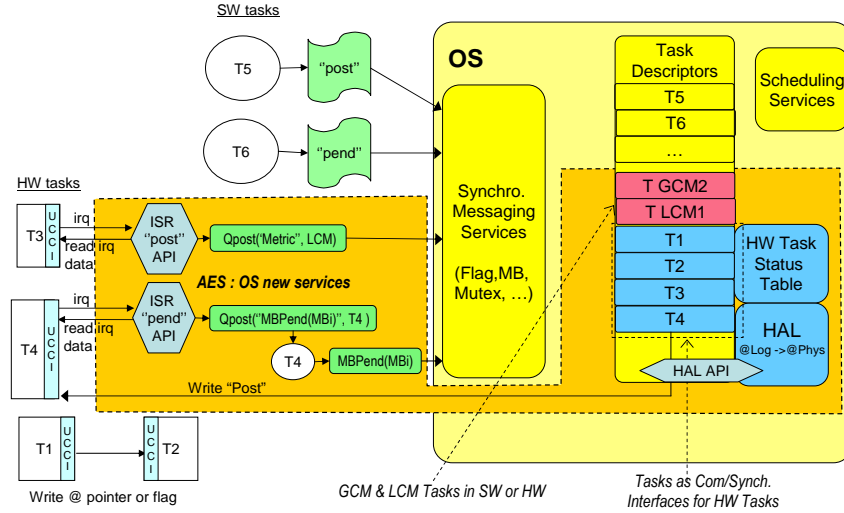 SW tasks
T5
"post"
T6
"pend"
OS
Task
Descriptors
T5
T6
...
Scheduling
Services
Synchro.
Messaging
Services
(Flag,MB,
Mutex, ...)
T GCM2
T LCM1
T1
T2
T3
T4
HW Task
Status
Table
HAL
@Log ->@Phys
HAL API
HW tasks
T3
UCCI
irq
read irq
data
ISR
"post"
API
Qpost('Metric", LCM)
AES : OS new services
T4
UCCI
irq
read irq
data
ISR
"pend"
API
Qpost("MBPend(MBi)", T4 )
T4
MBPend(MBi)
Write "Post"
T1
UCCI
UCCI
T2
Write @ pointer or flag
GCM & LCM Tasks in SW or HW
Tasks as Com/Synch.
Interfaces for HW Tasks